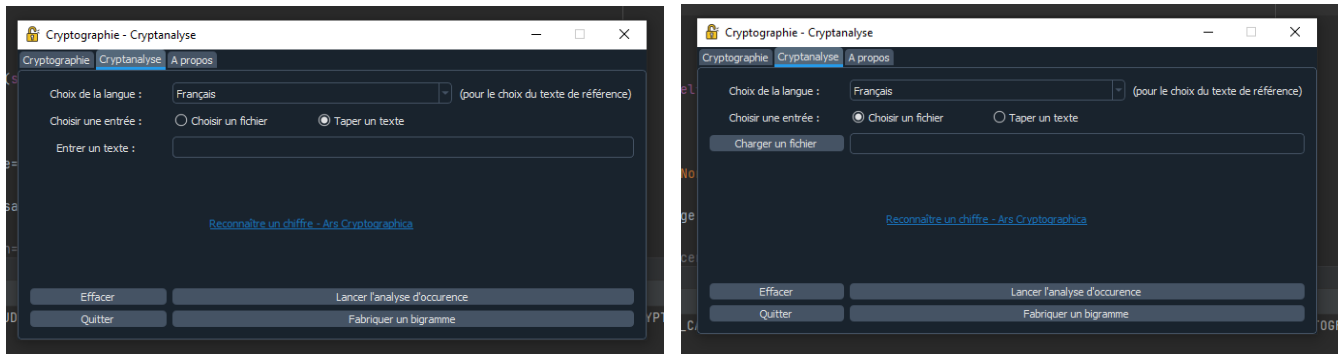 Cryptographie - Cryptanalyse
Cryptographie Cryptanalyse A propos
Choix de la langue : Français (pour le choix du texte de référence)
Choisir une entrée : Choisir un fichier Taper un texte
Entrer un texte :
Reconnaître un chiffre - Ars Cryptographica
Effacer Lancer l'analyse d'occurence
Quitter Fabriquer un bigramme
Cryptographie - Cryptanalyse
Cryptographie Cryptanalyse A propos
Choix de la langue : Français (pour le choix du texte de référence)
Choisir une entrée : Choisir un fichier Taper un texte
Charger un fichier
Reconnaître un chiffre - Ars Cryptographica
Effacer Lancer l'analyse d'occurence
Quitter Fabriquer un bigramme